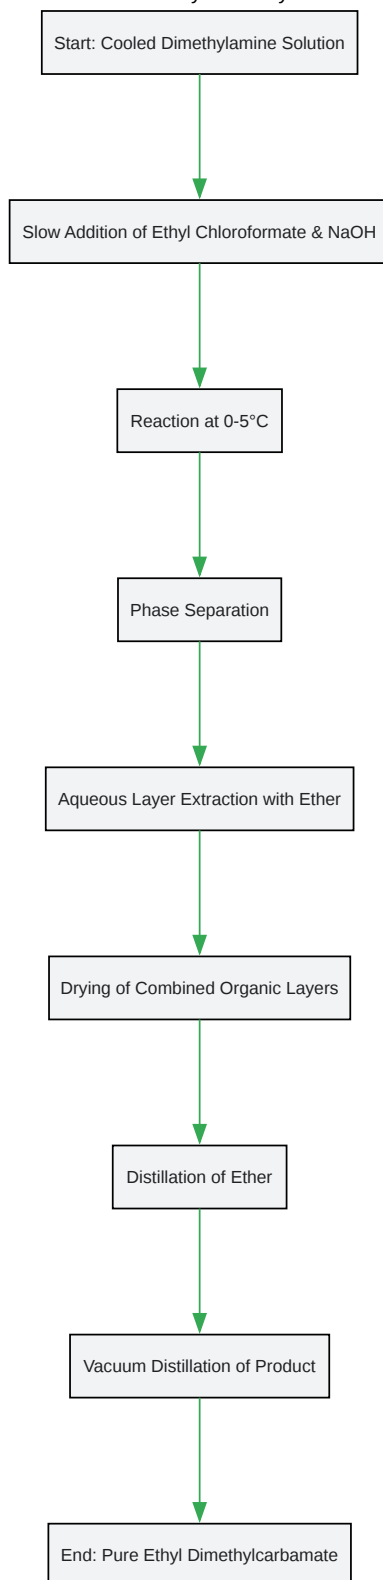 Start: Cooled Dimethylamine Solution
Slow Addition of Ethyl Chloroformate & NaOH
Reaction at 0-5°C
Phase Separation
Aqueous Layer Extraction with Ether
Drying of Combined Organic Layers
Distillation of Ether
Vacuum Distillation of Product
End: Pure Ethyl Dimethylcarbamate